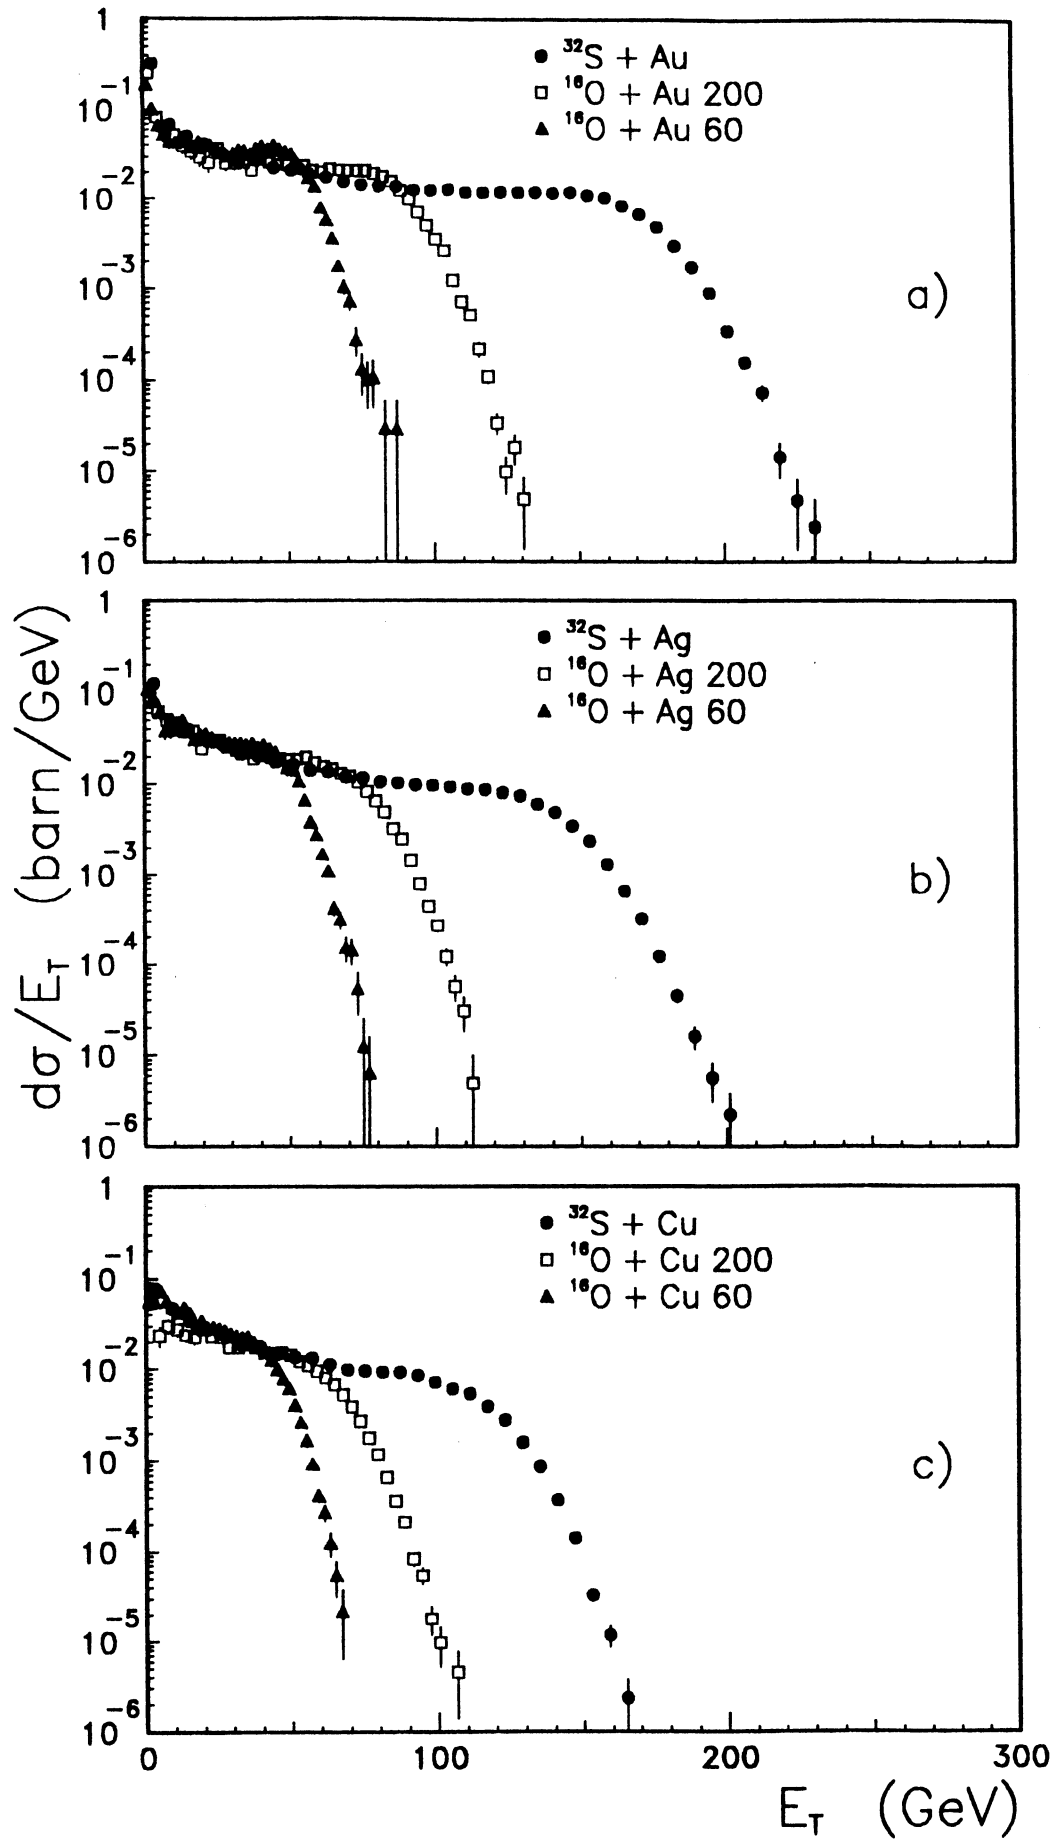 1
10⁻¹
10⁻²
10⁻³
10⁻⁴
10⁻⁵
10⁻⁶
● ³²S + Au
□ ¹⁶O + Au 200
▲ ¹⁶O + Au 60
a)
dσ/E_T (barn/GeV)
1
10⁻¹
10⁻²
10⁻³
10⁻⁴
10⁻⁵
10⁻⁶
● ³²S + Ag
□ ¹⁶O + Ag 200
▲ ¹⁶O + Ag 60
b)
1
10⁻¹
10⁻²
10⁻³
10⁻⁴
10⁻⁵
10⁻⁶
● ³²S + Cu
□ ¹⁶O + Cu 200
▲ ¹⁶O + Cu 60
c)
0 100 200 300
E_T (GeV)